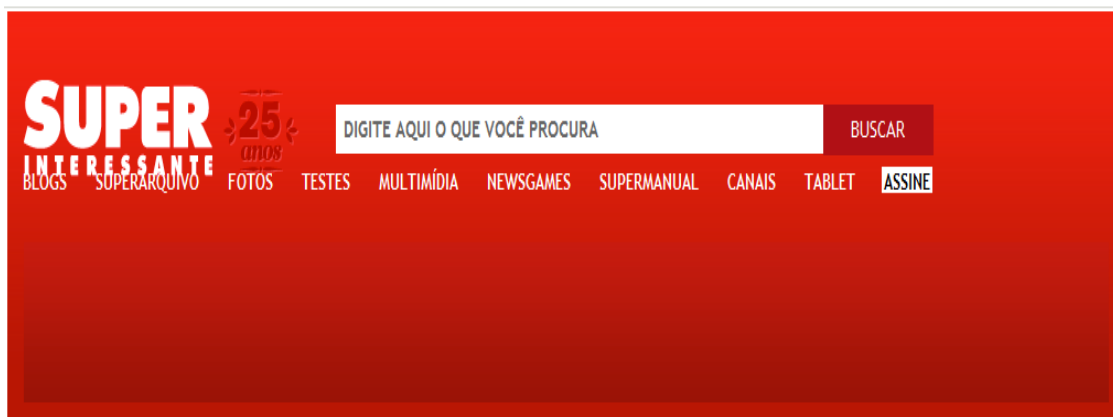 SUPER
INTERESSANTE
25
anos
DIGITE AQUI O QUE VOCÊ PROCURA
BUSCAR
BLOGS SUPERARQUIVO FOTOS TESTES MULTIMÍDIA NEWSGAMES SUPERMANUAL CANAIS TABLET ASSINE